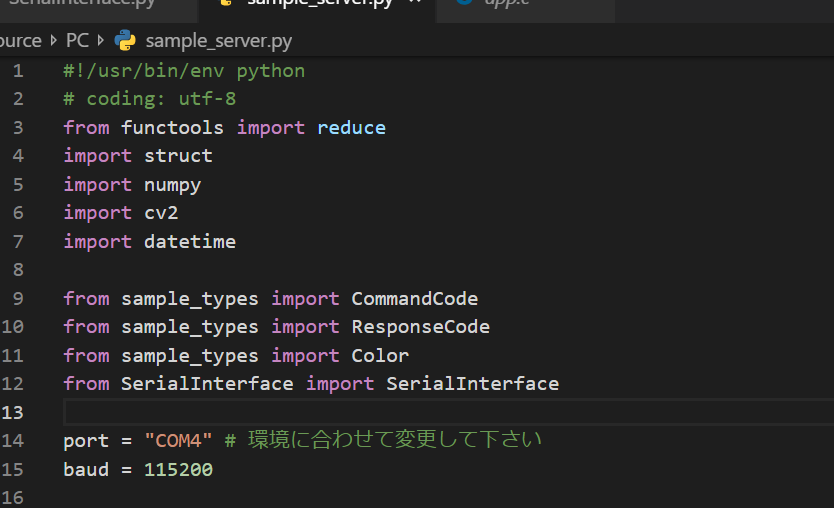 SerialInterface.py sample_server.py app.c
ource > PC > sample_server.py
1 #!/usr/bin/env python
2 # coding: utf-8
3 from functools import reduce
4 import struct
5 import numpy
6 import cv2
7 import datetime
8
9 from sample_types import CommandCode
10 from sample_types import ResponseCode
11 from sample_types import Color
12 from SerialInterface import SerialInterface
13
14 port = "COM4" # 環境に合わせて変更して下さい
15 baud = 115200
16